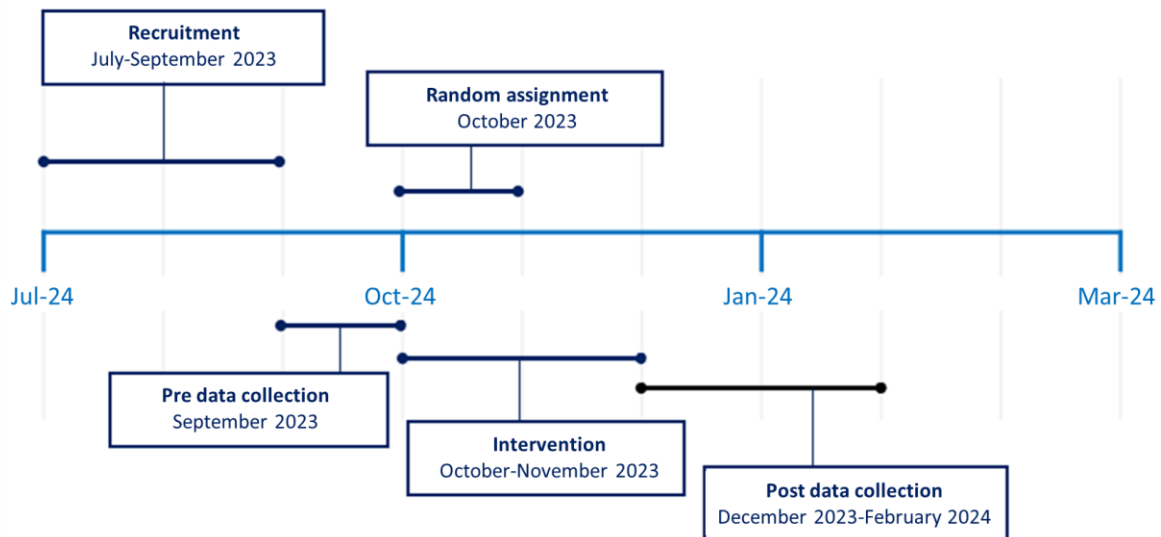 Recruitment
July-September 2023
Random assignment
October 2023
Jul-24
Oct-24
Jan-24
Mar-24
Pre data collection
September 2023
Intervention
October-November 2023
Post data collection
December 2023-February 2024